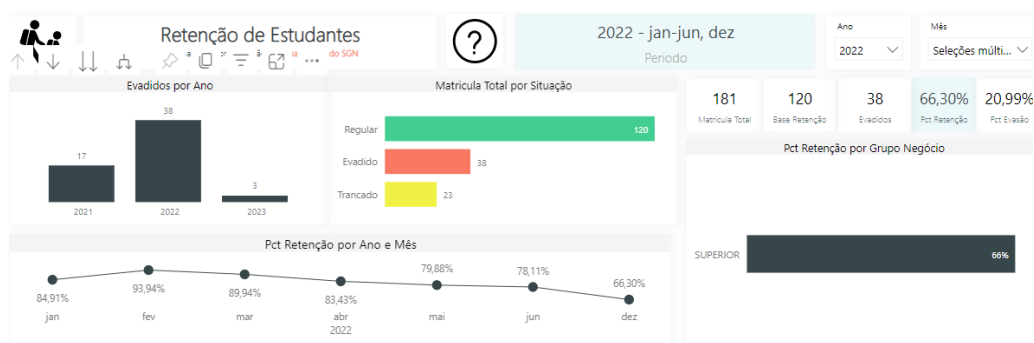 Retenção de Estudantes
do SGN
?
2022 - jan-jun, dez
Periodo
Ano
2022
Mês
Seleções múlti...
Evadidos por Ano
38
17
3
2021
2022
2023
Matricula Total por Situação
Regular
120
Evadido
38
Trancado
23
181
Matricula Total
120
Base Retenção
38
Evadidos
66,30%
Pct Retenção
20,99%
Pct Evasão
Pct Retenção por Grupo Negócio
SUPERIOR
66%
Pct Retenção por Ano e Mês
84,91%
93,94%
89,94%
83,43%
79,88%
78,11%
66,30%
jan
fev
mar
abr
mai
jun
dez
2022